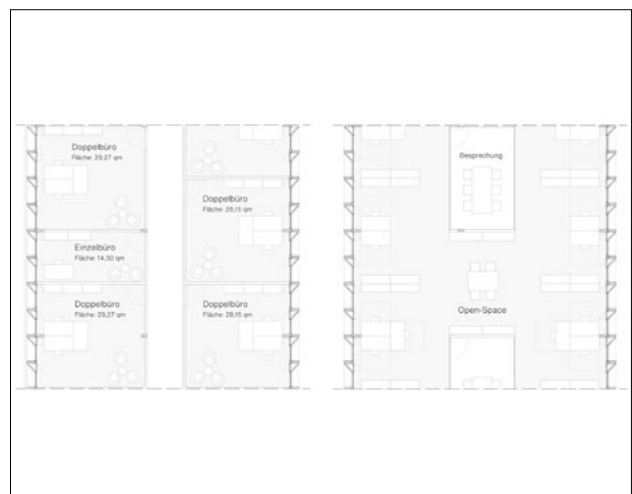 Doppelbüro
Fläche: 29,27 qm
Einzelbüro
Fläche: 14,30 qm
Doppelbüro
Fläche: 29,27 qm
Doppelbüro
Fläche: 28,15 qm
Doppelbüro
Fläche: 28,15 qm
Besprechung
Open-Space